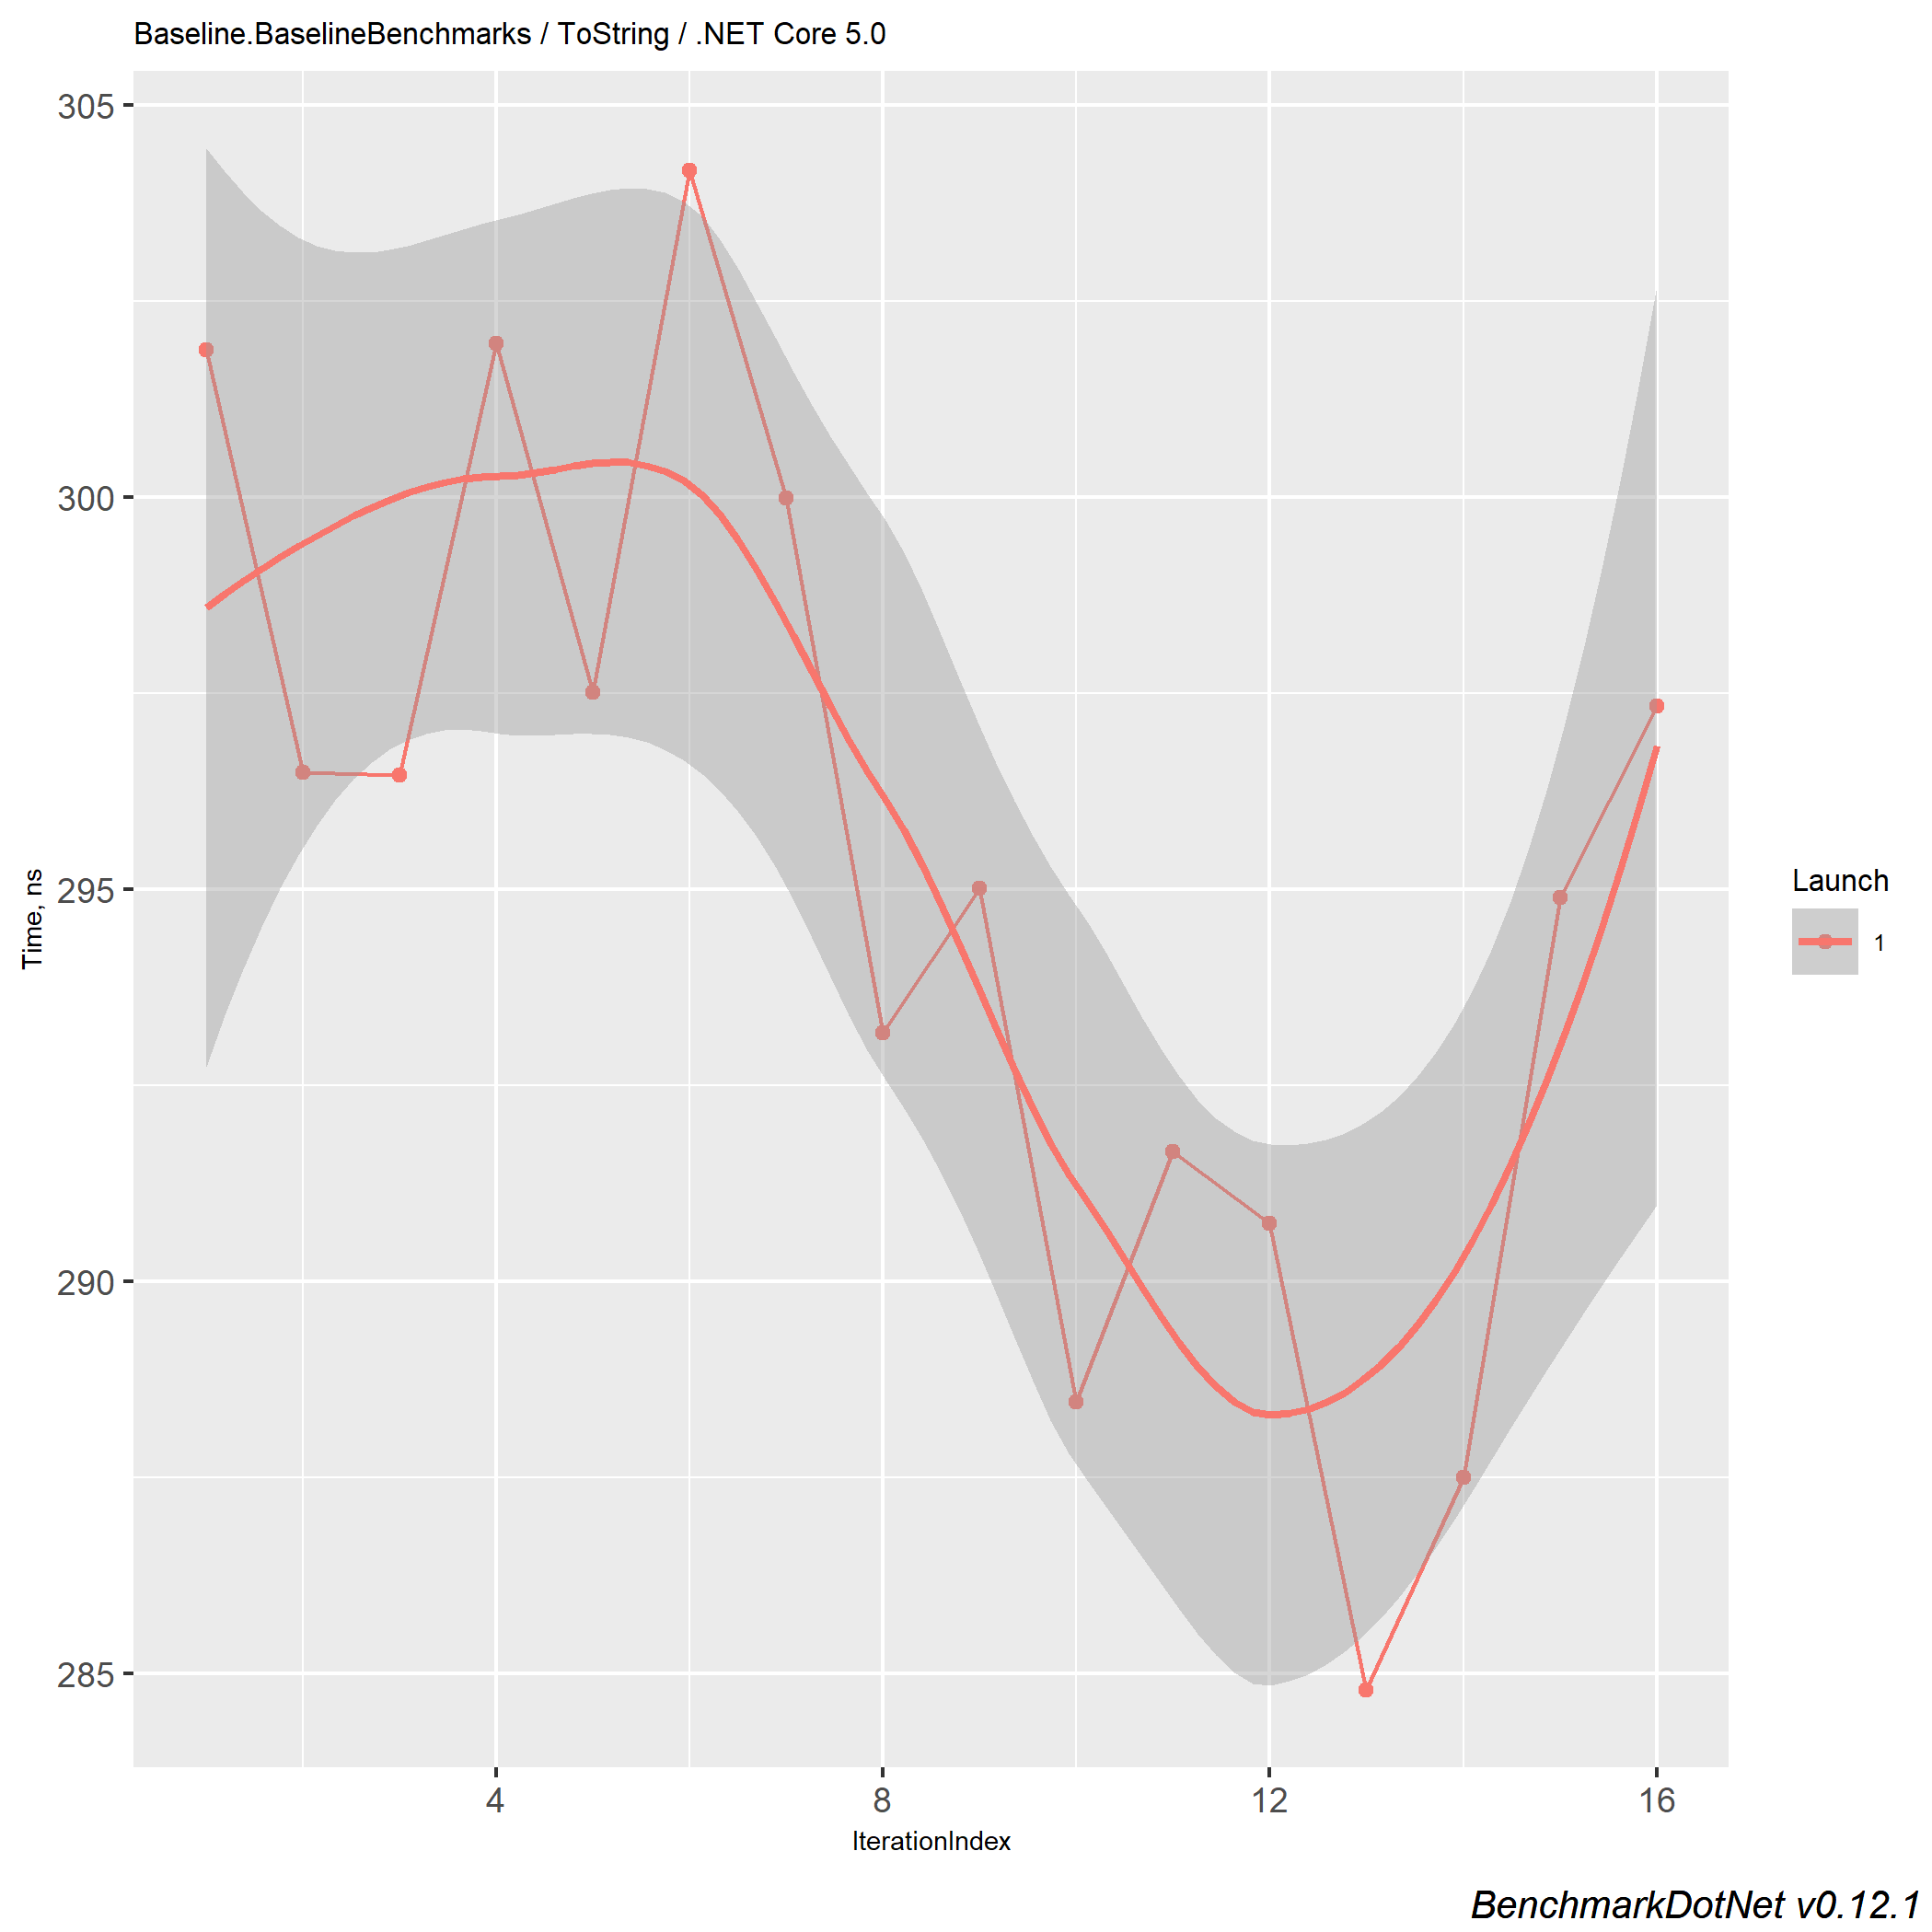 Baseline.BaselineBenchmarks / ToString / .NET Core 5.0
305
300
295
290
285
Time, ns
4
8
12
16
IterationIndex
Launch
1
BenchmarkDotNet v0.12.1